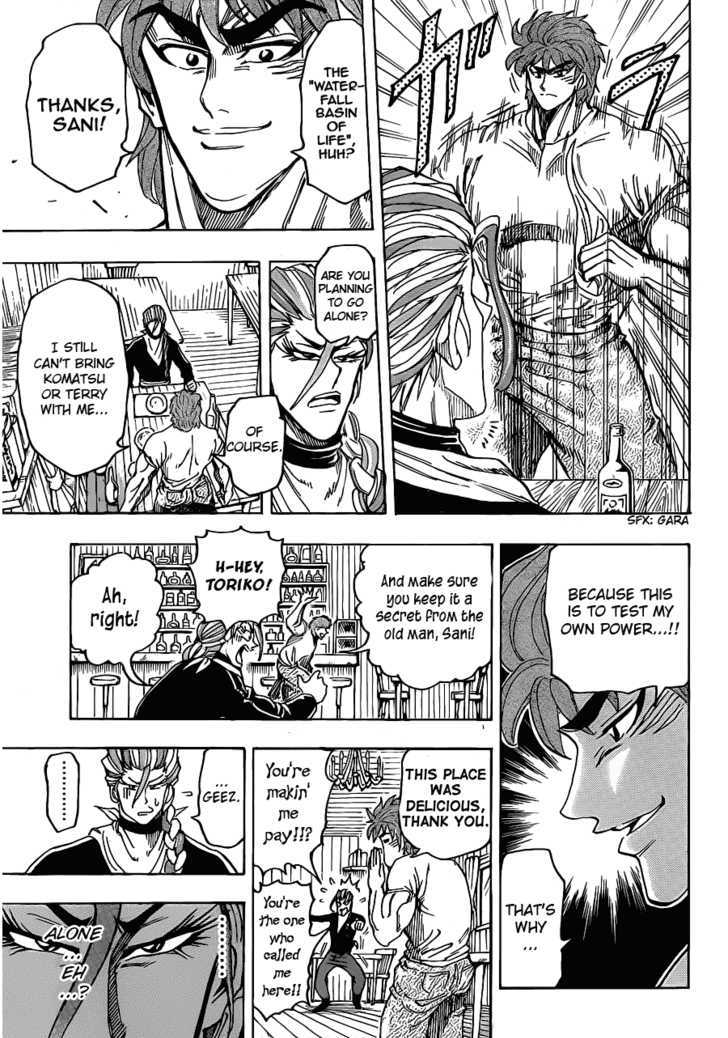 ガ
タ
SFX: GARA
THE
"WATER-
FALL
BASIN
OF
LIFE",
HUH?
THANKS,
SANI!
ARE YOU
PLANNING
TO GO
ALONE?
OF
COURSE.
I STILL
CAN'T BRING
KOMATSU
OR TERRY
WITH ME...
BECAUSE THIS
IS TO TEST MY
OWN POWER...!!
THAT'S
WHY
...
And make sure
you keep it a
secret from the
old man, Sani!
H-HEY,
TORIKO!
Ah,
right!
THIS PLACE
WAS
DELICIOUS,
THANK YOU.
You're
makin'
me
pay!!?
You're
the one
who
called
me
here!!
...
GEEZ.
.........
.........
ALONE
...
EH
...?